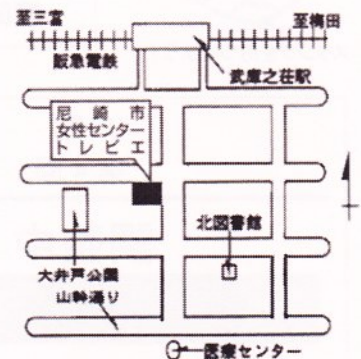 至三宮
至梅田
阪急電鉄
武庫之荘駅
尼崎市
女性センター
トレピエ
北図書館
大井戸公園
山幹通り
医療センター